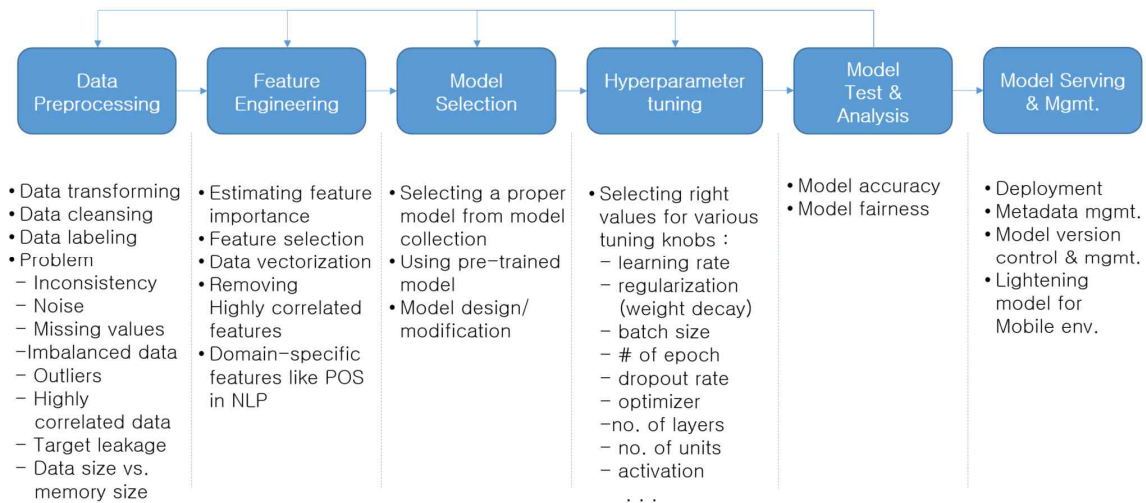 Data
Preprocessing
Feature
Engineering
Model
Selection
Hyperparameter
tuning
Model
Test &
Analysis
Model Serving
& Mgmt.
• Data transforming
• Data cleansing
• Data labeling
• Problem
– Inconsistency
– Noise
– Missing values
–Imbalanced data
– Outliers
– Highly
correlated data
– Target leakage
– Data size vs.
memory size
• Estimating feature
importance
• Feature selection
• Data vectorization
• Removing
Highly correlated
features
• Domain–specific
features like POS
in NLP
• Selecting a proper
model from model
collection
• Using pre–trained
model
• Model design/
modification
• Selecting right
values for various
tuning knobs :
– learning rate
– regularization
(weight decay)
– batch size
– # of epoch
– dropout rate
– optimizer
–no. of layers
– no. of units
– activation
. . .
• Model accuracy
• Model fairness
• Deployment
• Metadata mgmt.
• Model version
control & mgmt.
• Lightening
model for
Mobile env.